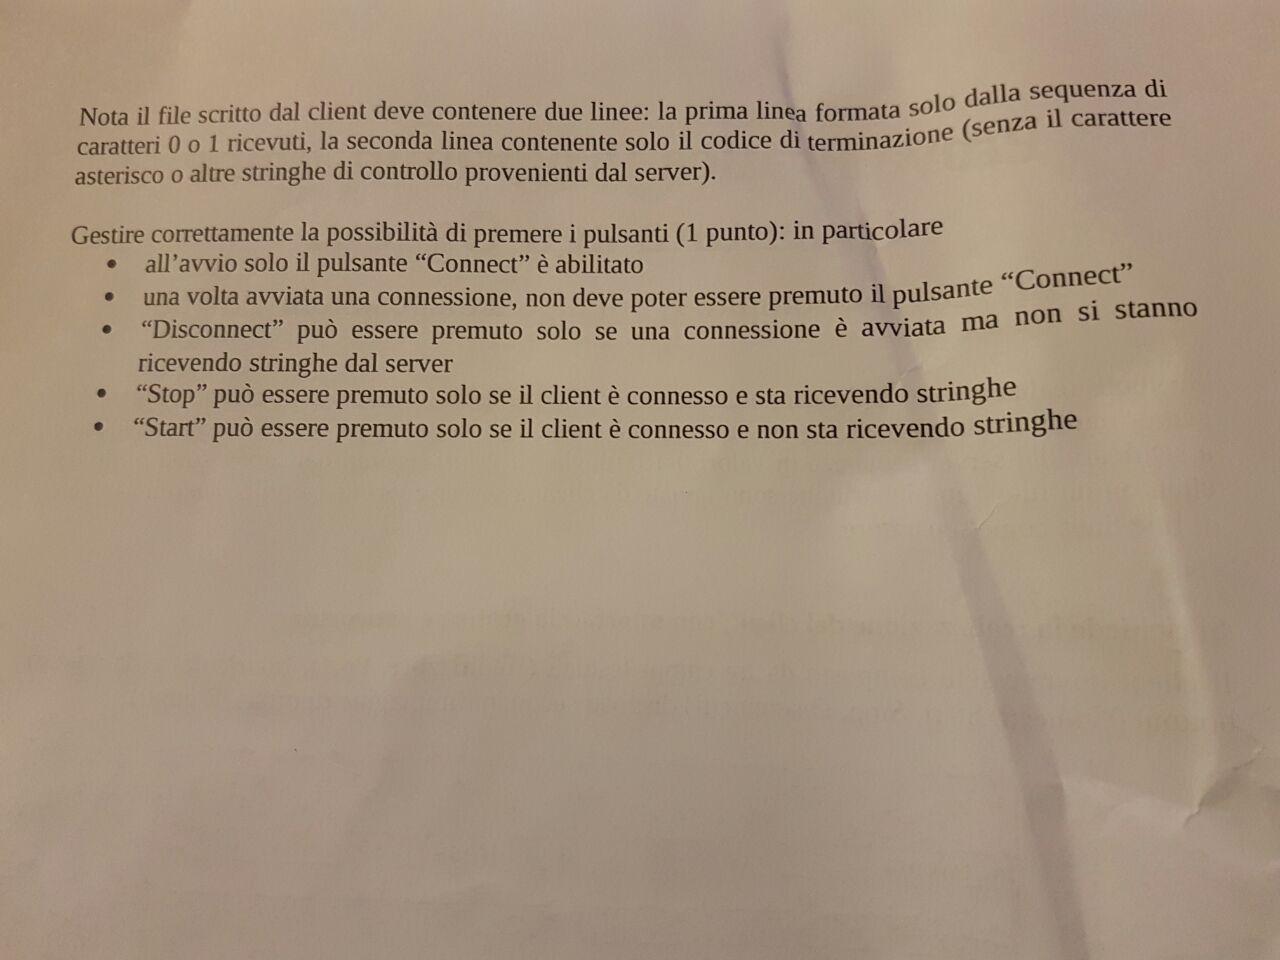 Nota il file scritto dal client deve contenere due linee: la prima linea formata solo dalla sequenza di
caratteri 0 o 1 ricevuti, la seconda linea contenente solo il codice di terminazione (senza il carattere
asterisco o altre stringhe di controllo provenienti dal server).
Gestire correttamente la possibilità di premere i pulsanti (1 punto): in particolare
• all’avvio solo il pulsante “Connect” è abilitato
• una volta avviata una connessione, non deve poter essere premuto il pulsante “Connect”
• “Disconnect” può essere premuto solo se una connessione è avviata ma non si stanno
ricevendo stringhe dal server
• “Stop” può essere premuto solo se il client è connesso e sta ricevendo stringhe
• “Start” può essere premuto solo se il client è connesso e non sta ricevendo stringhe